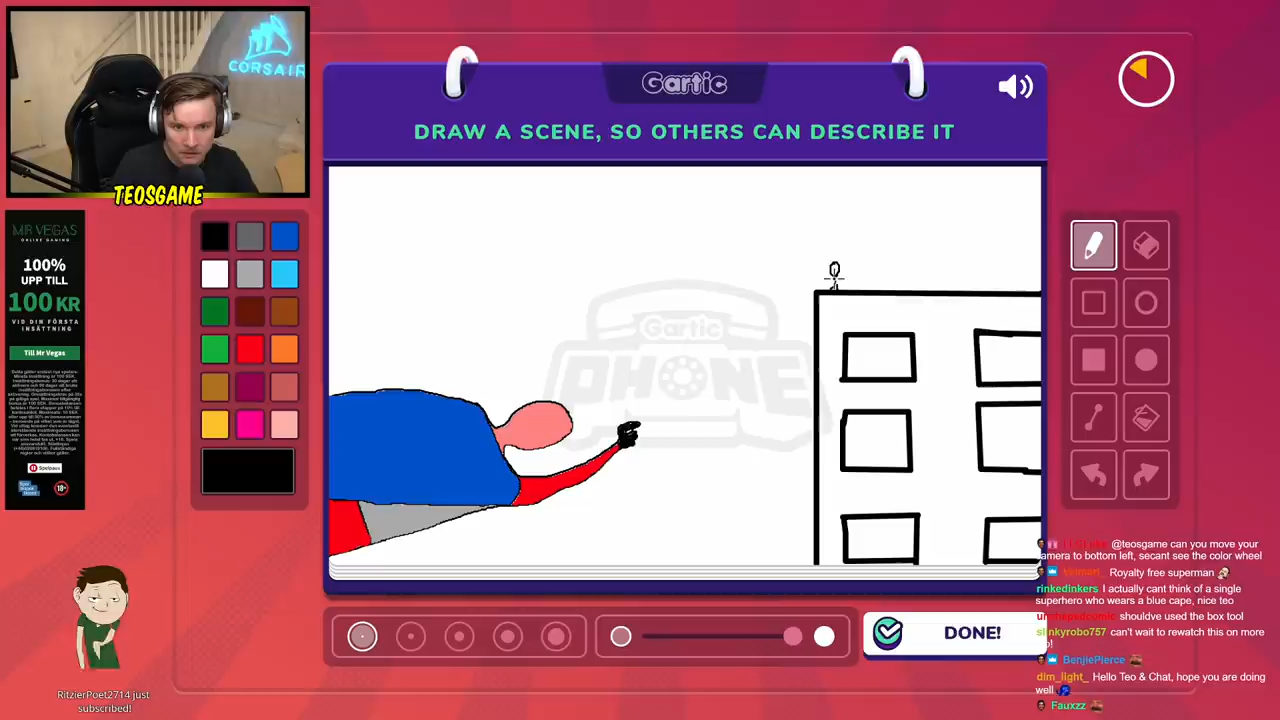 CORSAIR
TEOSGAME
MR VEGAS
ONLINE GAMING
100%
UPP TILL
100 KR
VID DIN FÖRSTA
INSÄTTNING
Till Mr Vegas
Spelpaus
18+
Gartic
DRAW A SCENE, SO OTHERS CAN DESCRIBE IT
Gartic
PHONE
DONE!
@teosgame can you move your
camera to bottom left, secant see the color wheel
Royalty free superman
rinkedinkers I actually cant think of a single
superhero who wears a blue cape, nice teo
shouldve used the box tool
slinkyrobo757 can't wait to rewatch this on more
BenjiePierce
dim_light_ Hello Teo & Chat, hope you are doing
well
Fauxzz
RitzierPoet2714 just
subscribed!